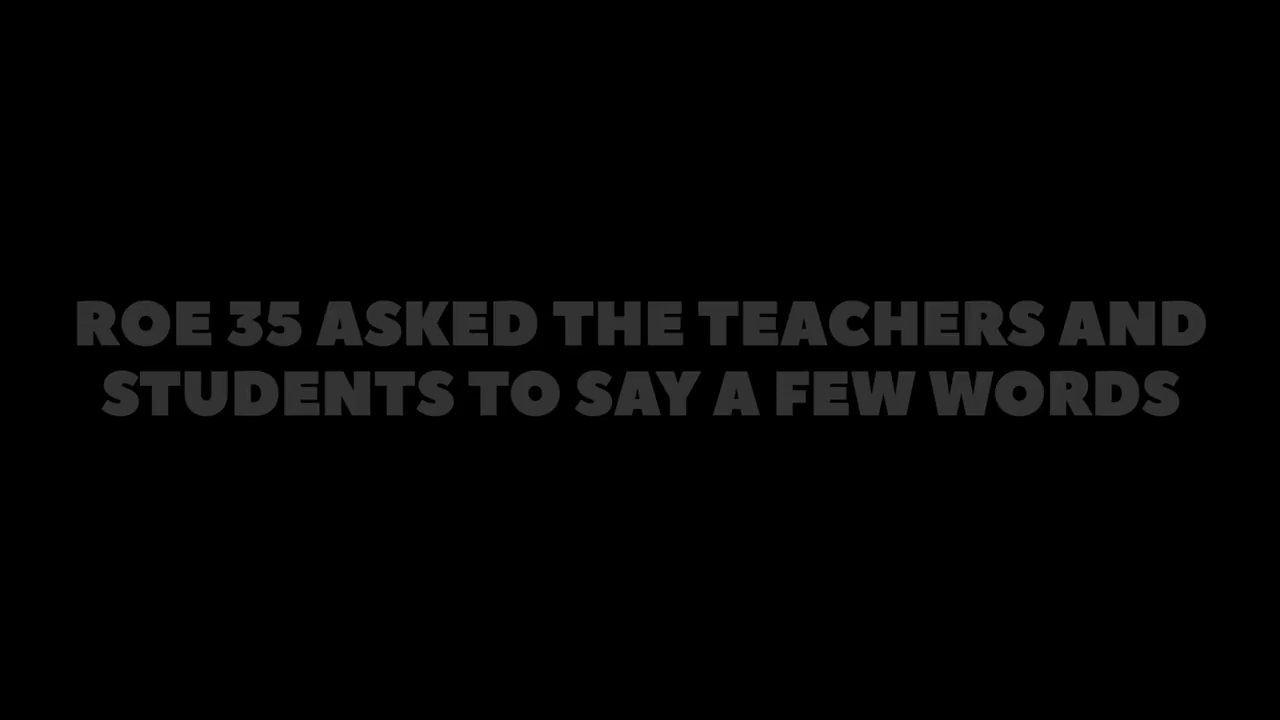 ROE 35 ASKED THE TEACHERS AND
STUDENTS TO SAY A FEW WORDS